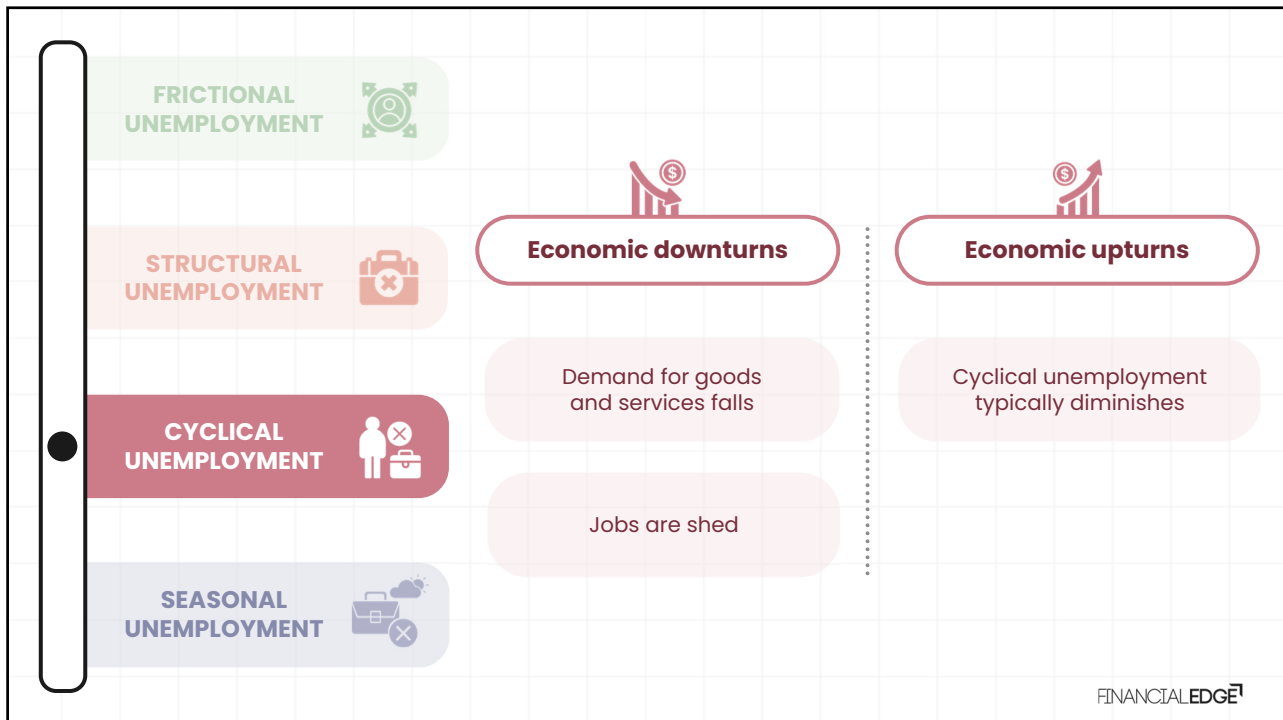 FRICTIONAL
UNEMPLOYMENT
STRUCTURAL
UNEMPLOYMENT
CYCLICAL
UNEMPLOYMENT
SEASONAL
UNEMPLOYMENT
$
Economic downturns
Demand for goods
and services falls
Jobs are shed
$
Economic upturns
Cyclical unemployment
typically diminishes
FINANCIALEDGE